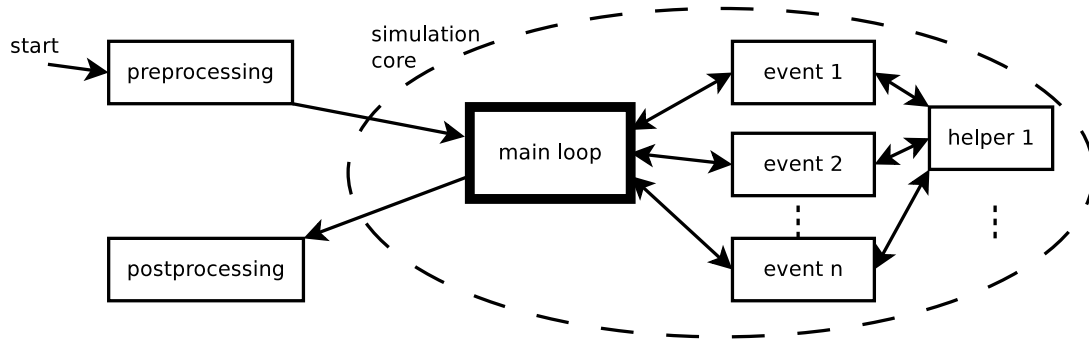 start
preprocessing
simulation
core
main loop
event 1
event 2
event n
helper 1
postprocessing